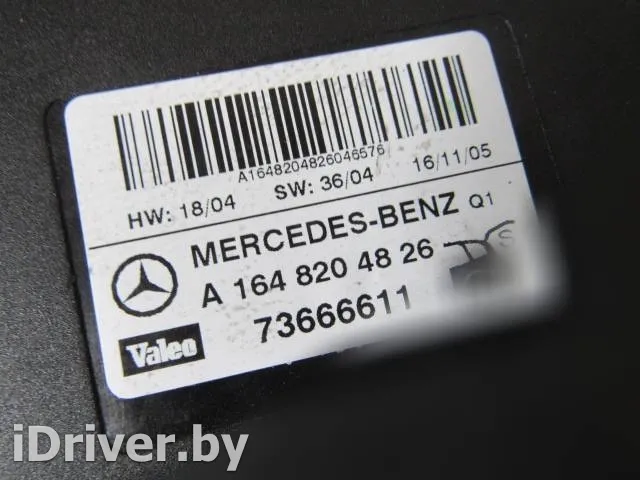 A1648204826046576
HW: 18/04 SW: 36/04 16/11/05
MERCEDES-BENZ Q1
A 164 820 48 26
73666611
Valeo
iDriver.by